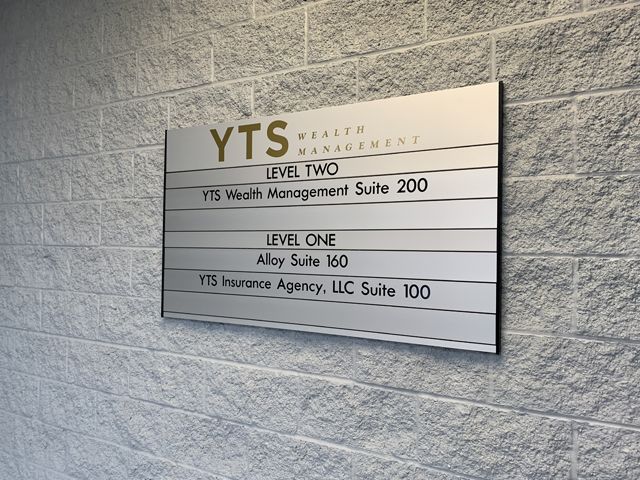 YTS WEALTH
MANAGEMENT
LEVEL TWO
YTS Wealth Management Suite 200
LEVEL ONE
Alloy Suite 160
YTS Insurance Agency, LLC Suite 100